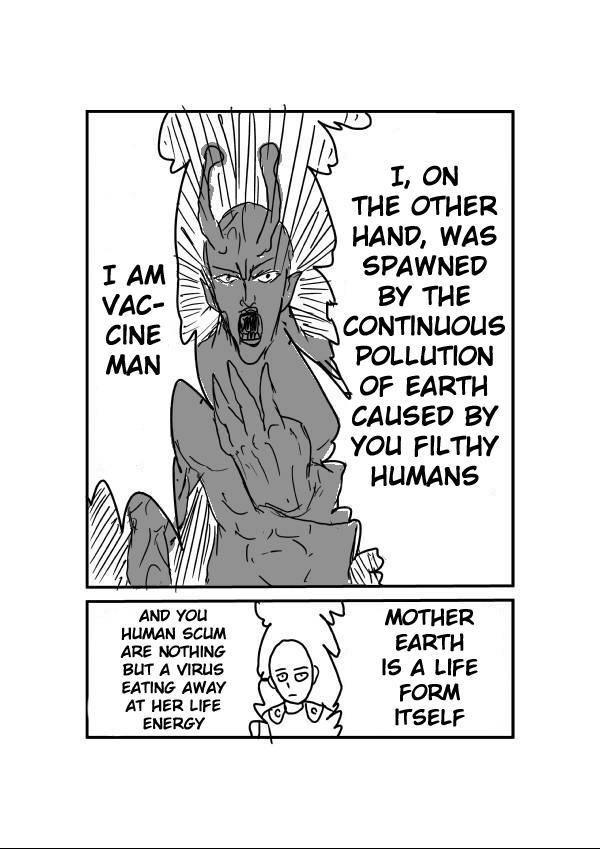 I, ON
THE OTHER
HAND, WAS
SPAWNED
BY THE
CONTINUOUS
POLLUTION
OF EARTH
CAUSED BY
YOU FILTHY
HUMANS
I AM
VAC-
CINE
MAN
MOTHER
EARTH
IS A LIFE
FORM
ITSELF
AND YOU
HUMAN SCUM
ARE NOTHING
BUT A VIRUS
EATING AWAY
AT HER LIFE
ENERGY